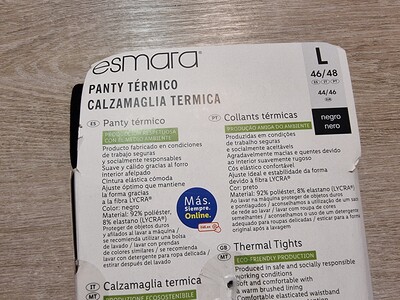 esmara®
PANTY TÉRMICO
CALZAMAGLIA TERMICA
L
46/48
ES IT PT
44/46
negro
nero
ES Panty térmico
PRODUCCIÓN RESPETUOSA
CON EL MEDIO AMBIENTE
Producto fabricado en condiciones
de trabajo seguras
y socialmente responsables
Suave y cálido gracias al forro
interior afelpado
Cintura elástica cómoda
Ajuste óptimo que mantiene
la forma gracias
a la fibra LYCRA®
Color: negro
Material: 92% poliéster,
8% elastano (LYCRA®)
Proteger de objetos duros
y afilados al lavar a máquina /
se recomienda utilizar una bolsa
de lavado / lavar con prendas
de colores similares / se recomienda
un detergente para ropa delicada /
estirar después del lavado
Más.
Siempre.
Online.
PT Collants térmicas
PRODUÇÃO AMIGA DO AMBIENTE
Produzidas em condições
de trabalho seguras
e socialmente aceitáveis
Agradavelmente macias e quentes devido
ao interior suavemente rugoso
Cós elástico confortável
Ajuste ideal e estabilidade da forma
devido à fibra LYCRA®
Cor: preto
Material: 92% poliéster, 8% elastano (LYCRA®)
Ao lavar na máquina proteger de objetos duros
e pontiagudos / aconselhamos a utilização de um saco
de rede ao lavar / lavar com roupa de cores
semelhantes / aconselhamos o uso de um detergente
adequado para roupas delicadas / esticar para a forma
original após a lavagem
GB
MT Thermal Tights
ECO-FRIENDLY PRODUCTION
Produced in safe and socially responsible
working conditions
Soft and comfortable with
a warm brushed lining
Comfortable elasticated waistband
IT
MT Calzamaglia termica
PRODUZIONE ECOSOSTENIBILE